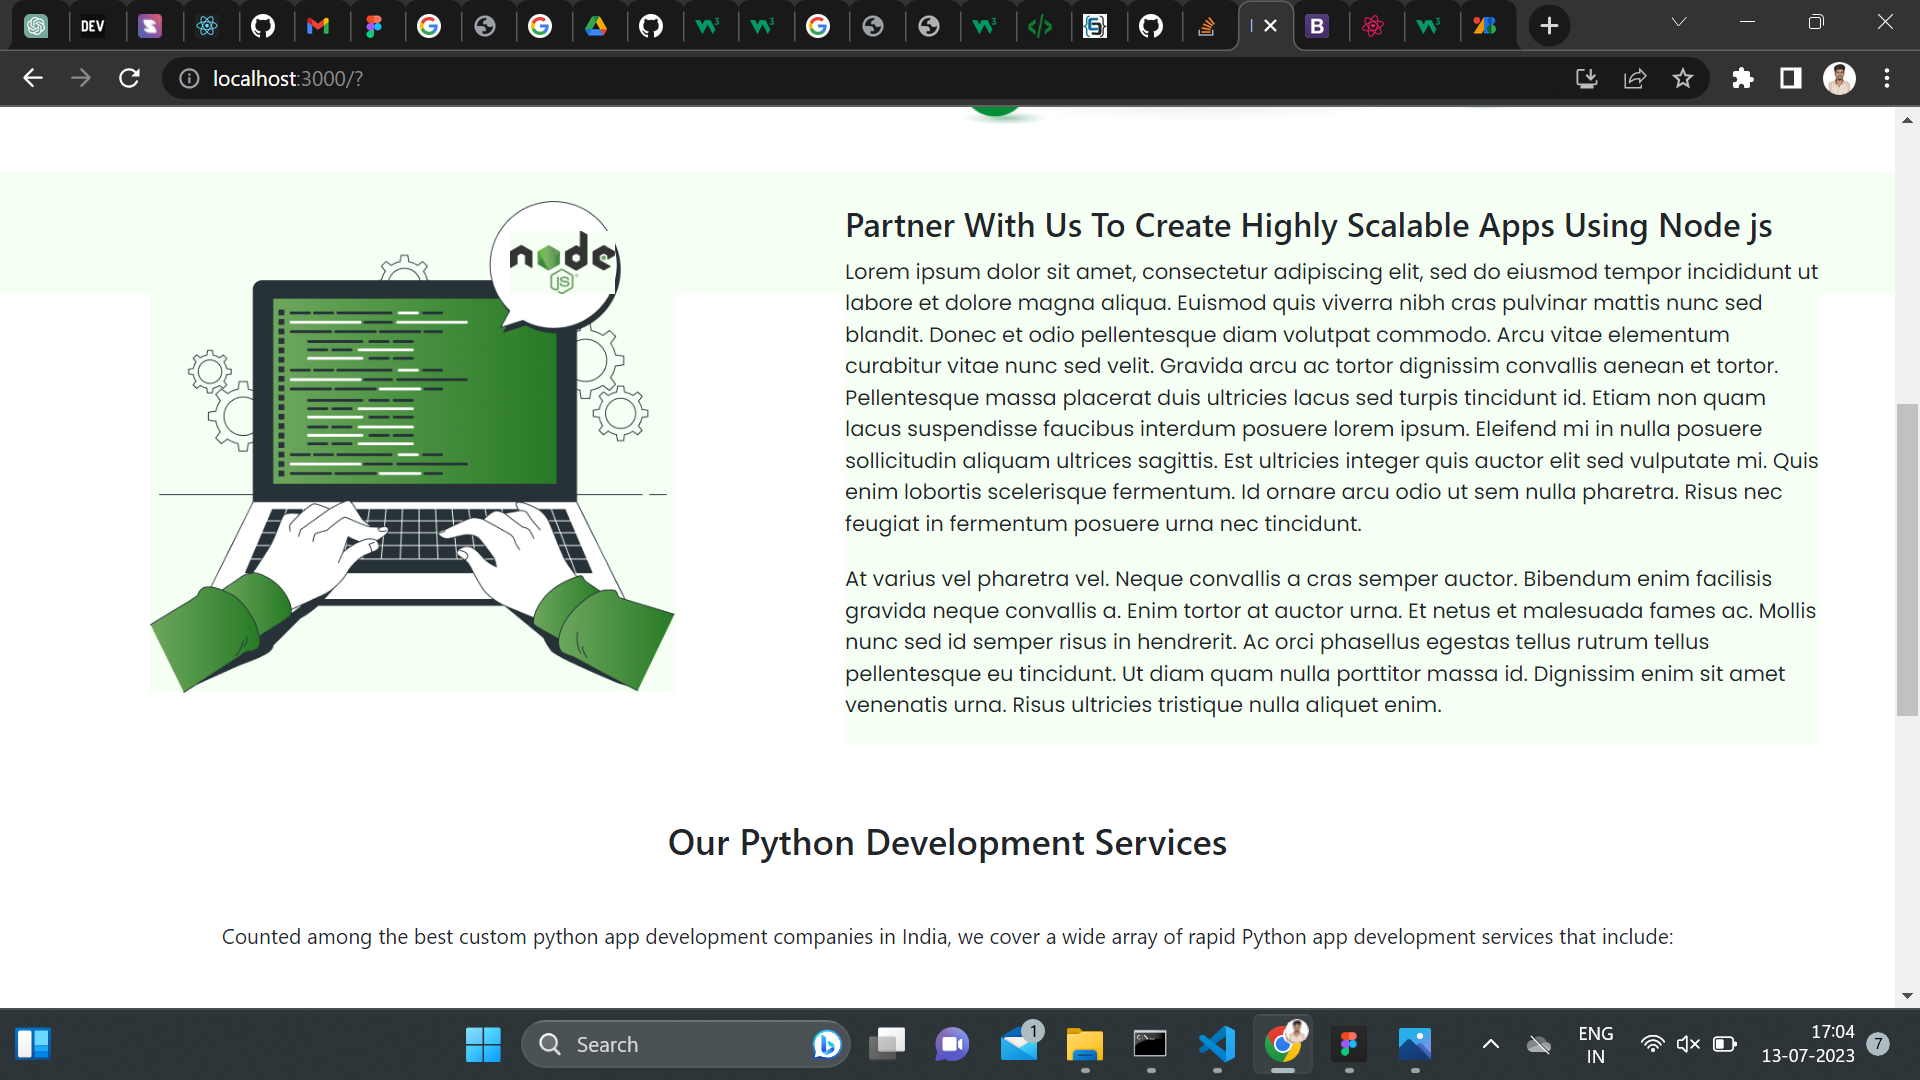 DEV
localhost:3000/?
node
JS
Partner With Us To Create Highly Scalable Apps Using Node js
Lorem ipsum dolor sit amet, consectetur adipiscing elit, sed do eiusmod tempor incididunt ut
labore et dolore magna aliqua. Euismod quis viverra nibh cras pulvinar mattis nunc sed
blandit. Donec et odio pellentesque diam volutpat commodo. Arcu vitae elementum
curabitur vitae nunc sed velit. Gravida arcu ac tortor dignissim convallis aenean et tortor.
Pellentesque massa placerat duis ultricies lacus sed turpis tincidunt id. Etiam non quam
lacus suspendisse faucibus interdum posuere lorem ipsum. Eleifend mi in nulla posuere
sollicitudin aliquam ultrices sagittis. Est ultricies integer quis auctor elit sed vulputate mi. Quis
enim lobortis scelerisque fermentum. Id ornare arcu odio ut sem nulla pharetra. Risus nec
feugiat in fermentum posuere urna nec tincidunt.
At varius vel pharetra vel. Neque convallis a cras semper auctor. Bibendum enim facilisis
gravida neque convallis a. Enim tortor at auctor urna. Et netus et malesuada fames ac. Mollis
nunc sed id semper risus in hendrerit. Ac orci phasellus egestas tellus rutrum tellus
pellentesque eu tincidunt. Ut diam quam nulla porttitor massa id. Dignissim enim sit amet
venenatis urna. Risus ultricies tristique nulla aliquet enim.
Our Python Development Services
Counted among the best custom python app development companies in India, we cover a wide array of rapid Python app development services that include:
Search
1
ENG
IN
17:04
13-07-2023
7